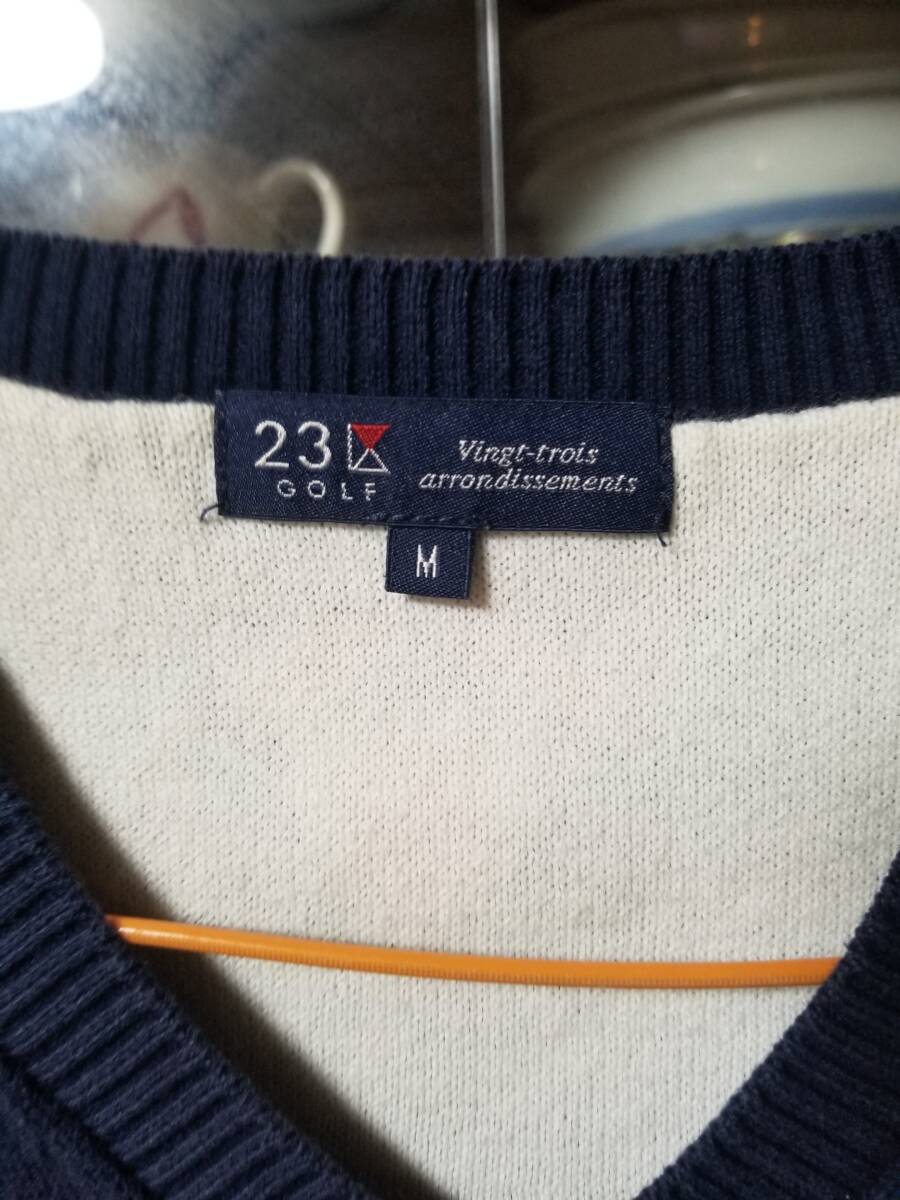 23
GOLF
Vingt-trois
arrondissements
M